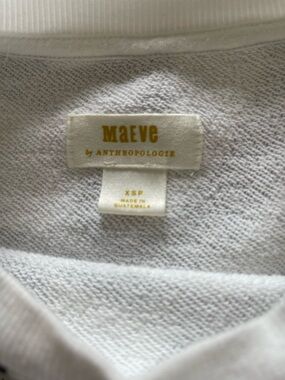 MaEVe
by ANTHROPOLOGIE
XSP
MADE IN
GUATEMALA